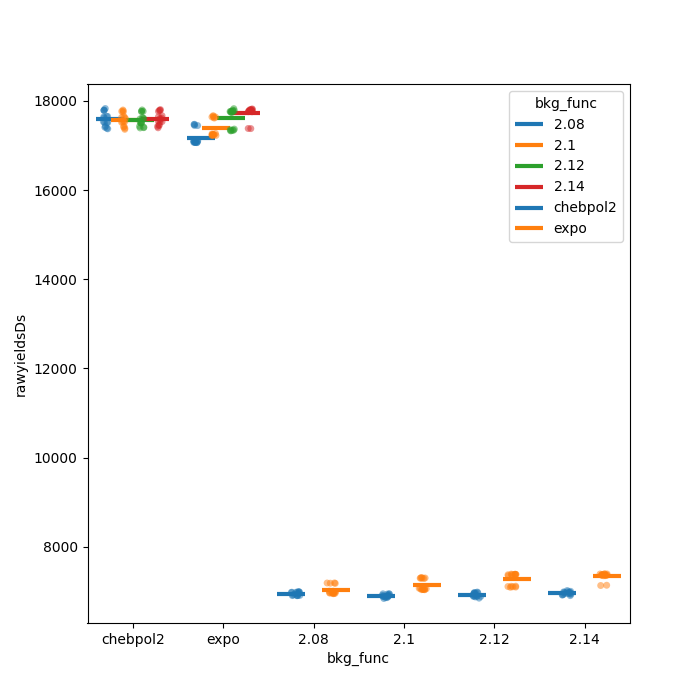 bkg_func
2.08
2.1
2.12
2.14
chebpol2
expo
18000
16000
14000
12000
10000
8000
rawyieldsDs
chebpol2 expo 2.08 2.1 2.12 2.14
bkg_func